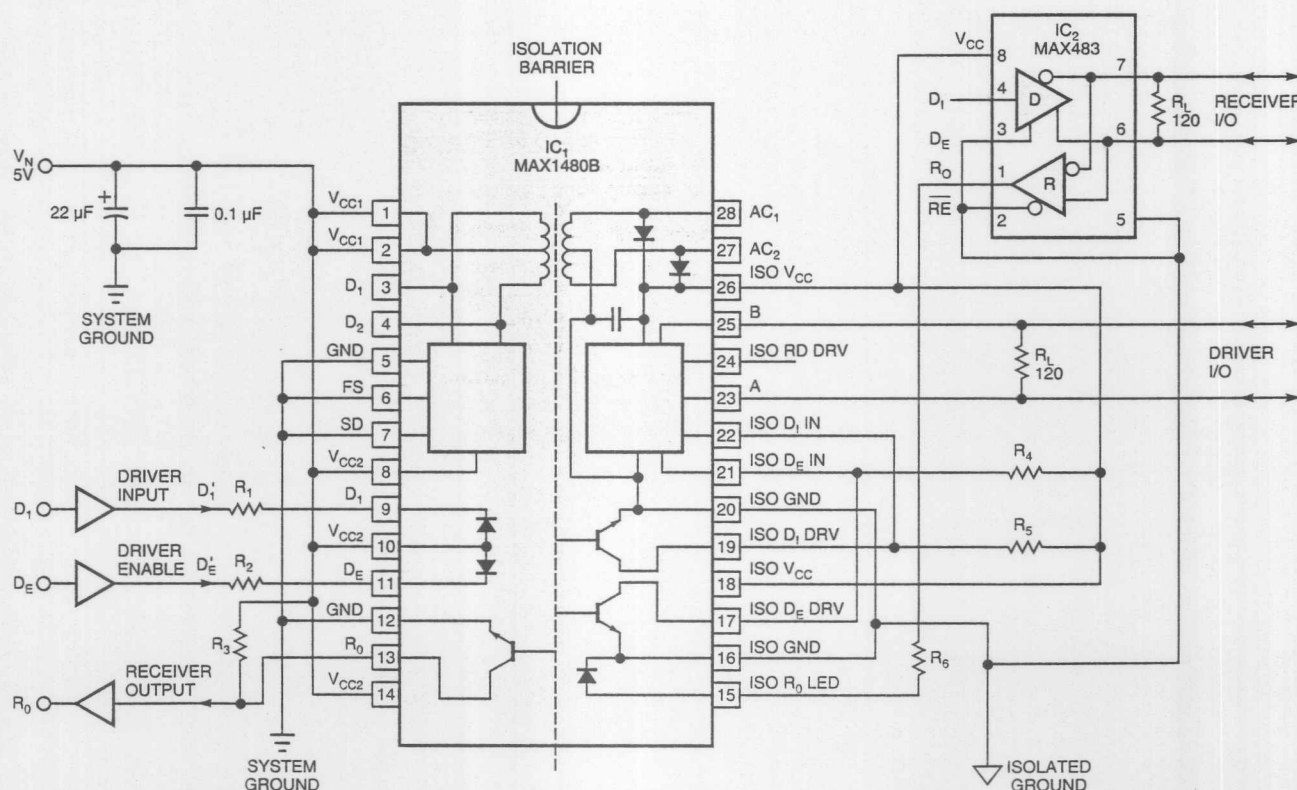 ISOLATION
BARRIER
IC1
MAX1480B
IC2
MAX483
VCC
8
7
4
DI
D
3
DE
6
RO
1
R
RE
2
5
RL
120
RECEIVER
I/O
VN
5V
22 µF
+
0.1 µF
SYSTEM
GROUND
VCC1
1
VCC1
2
D1
3
D2
4
GND
5
FS
6
SD
7
VCC2
8
D1
9
VCC2
10
DE
11
GND
12
R0
13
VCC2
14
28
AC1
27
AC2
26
ISO VCC
25
B
24
ISO RD DRV
23
A
22
ISO DI IN
21
ISO DE IN
20
ISO GND
19
ISO DI DRV
18
ISO VCC
17
ISO DE DRV
16
ISO GND
15
ISO R0 LED
RL
120
DRIVER
I/O
R4
R5
R6
D1
DRIVER
INPUT
D1'
R1
DE
DRIVER
ENABLE
DE'
R2
R3
R0
RECEIVER
OUTPUT
SYSTEM
GROUND
ISOLATED
GROUND